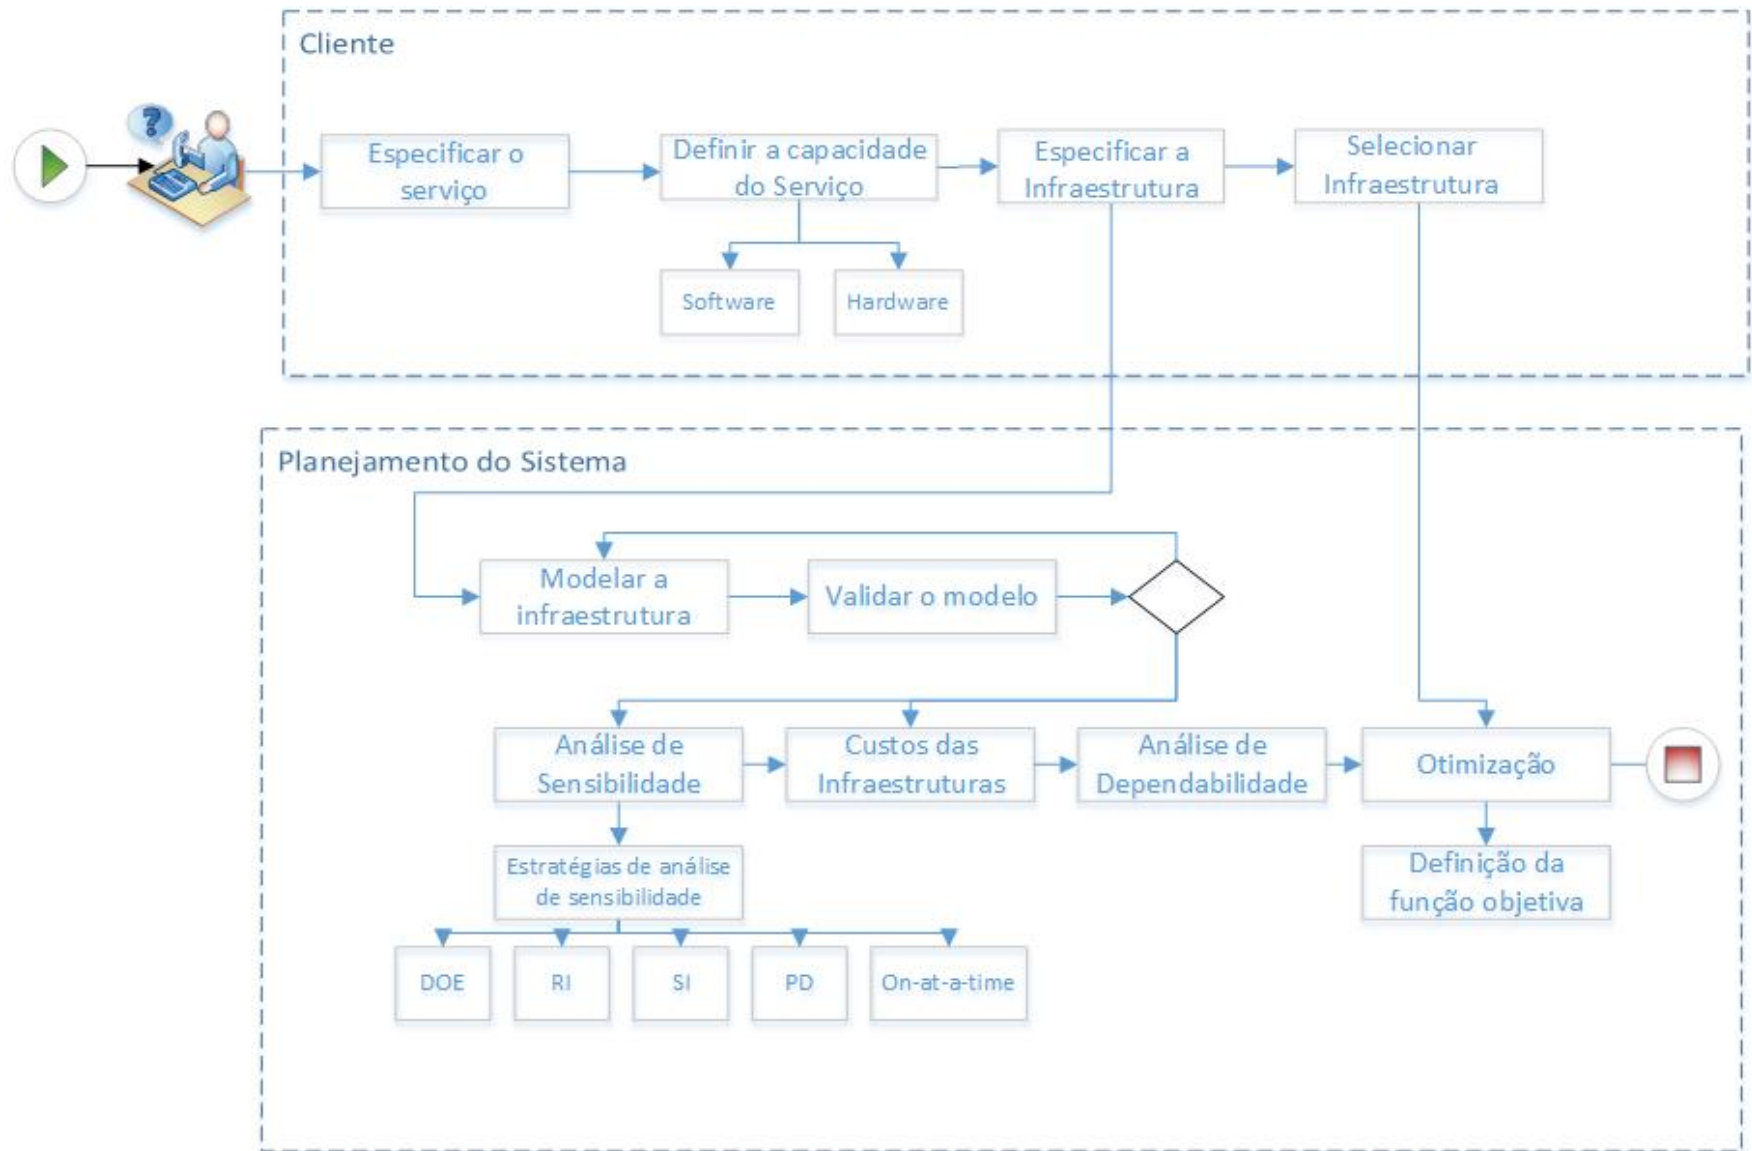 Cliente
?
Especificar o
serviço
Definir a capacidade
do Serviço
Especificar a
Infraestrutura
Selecionar
Infraestrutura
Software
Hardware
Planejamento do Sistema
Modelar a
infraestrutura
Validar o modelo
Análise de
Sensibilidade
Custos das
Infraestruturas
Análise de
Dependabilidade
Otimização
Estratégias de análise
de sensibilidade
Definição da
função objetiva
DOE
RI
SI
PD
On-at-a-time